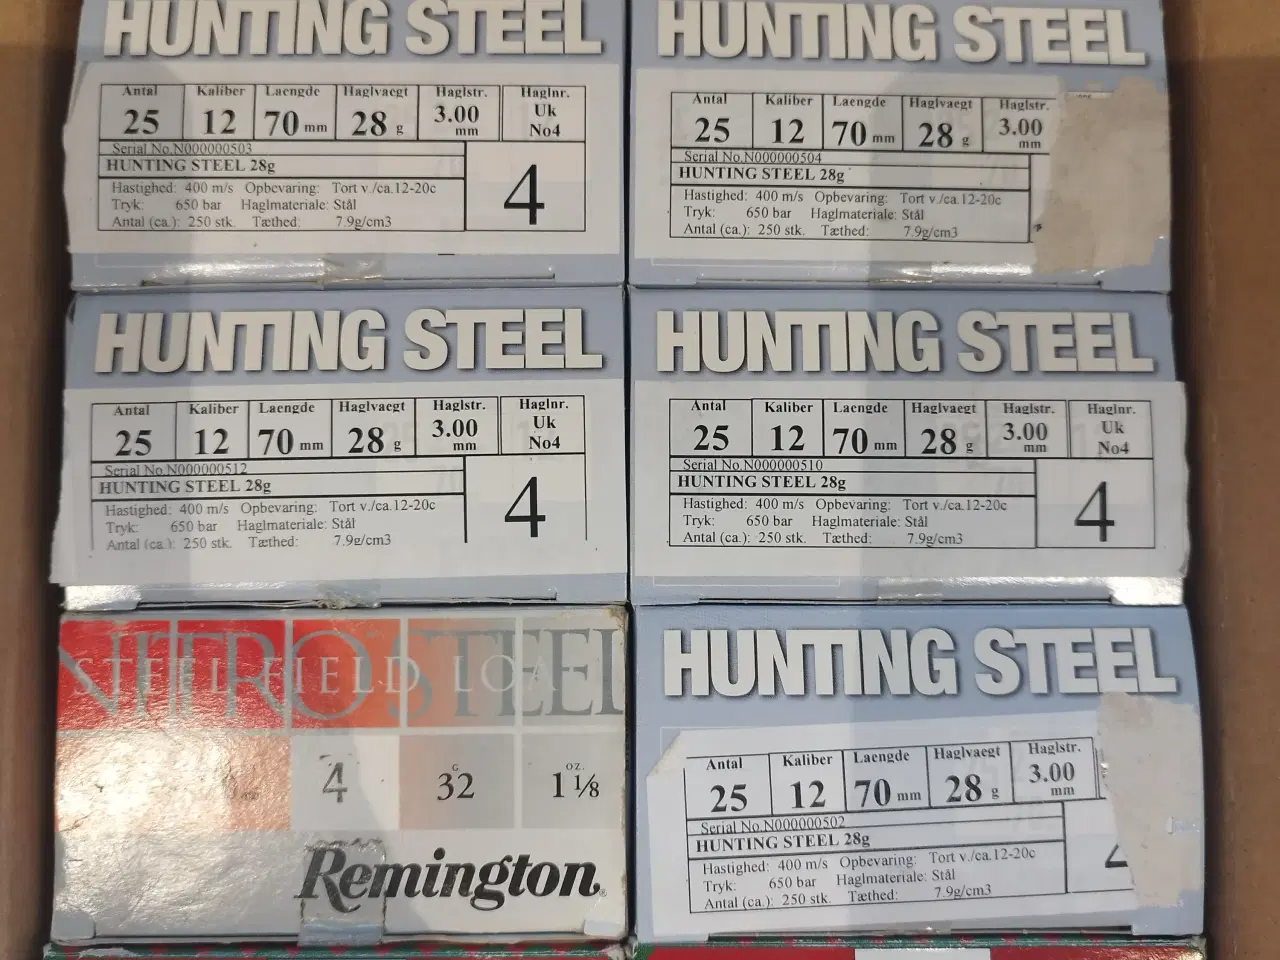 HUNTING STEEL
Antal Kaliber Laengde Haglvaegt Haglstr. Haglnr.
25 12 70 mm 28 g 3.00 mm Uk No4
Serial No.N000000503
HUNTING STEEL 28g
4
Hastighed: 400 m/s Opbevaring: Tort v./ca.12-20c
Tryk: 650 bar Haglmateriale: Stål
Antal (ca.): 250 stk. Tæthed: 7.9g/cm3
HUNTING STEEL
Antal Kaliber Laengde Haglvaegt Haglstr.
25 12 70 mm 28 g 3.00 mm
Serial No.N000000504
HUNTING STEEL 28g
Hastighed: 400 m/s Opbevaring: Tort v./ca.12-20c
Tryk: 650 bar Haglmateriale: Stål
Antal (ca.): 250 stk. Tæthed: 7.9g/cm3
HUNTING STEEL
Antal Kaliber Laengde Haglvaegt Haglstr. Haglnr.
25 12 70 mm 28 g 3.00 mm Uk No4
Serial No.N000000512
HUNTING STEEL 28g
4
Hastighed: 400 m/s Opbevaring: Tort v./ca.12-20c
Tryk: 650 bar Haglmateriale: Stål
Antal (ca.): 250 stk. Tæthed: 7.9g/cm3
HUNTING STEEL
Antal Kaliber Laengde Haglvaegt Haglstr. Haglnr.
25 12 70 mm 28 g 3.00 mm Uk No4
Serial No.N000000510
HUNTING STEEL 28g
4
Hastighed: 400 m/s Opbevaring: Tort v./ca.12-20c
Tryk: 650 bar Haglmateriale: Stål
Antal (ca.): 250 stk. Tæthed: 7.9g/cm3
NITRO STEEL
STEEL FIELD LOA
4 G 32 OZ. 1 1/8
Remington
HUNTING STEEL
Antal Kaliber Laengde Haglvaegt Haglstr.
25 12 70 mm 28 g 3.00 mm
Serial No.N000000502
HUNTING STEEL 28g
Hastighed: 400 m/s Opbevaring: Tort v./ca.12-20c
Tryk: 650 bar Haglmateriale: Stål
Antal (ca.): 250 stk. Tæthed: 7.9g/cm3